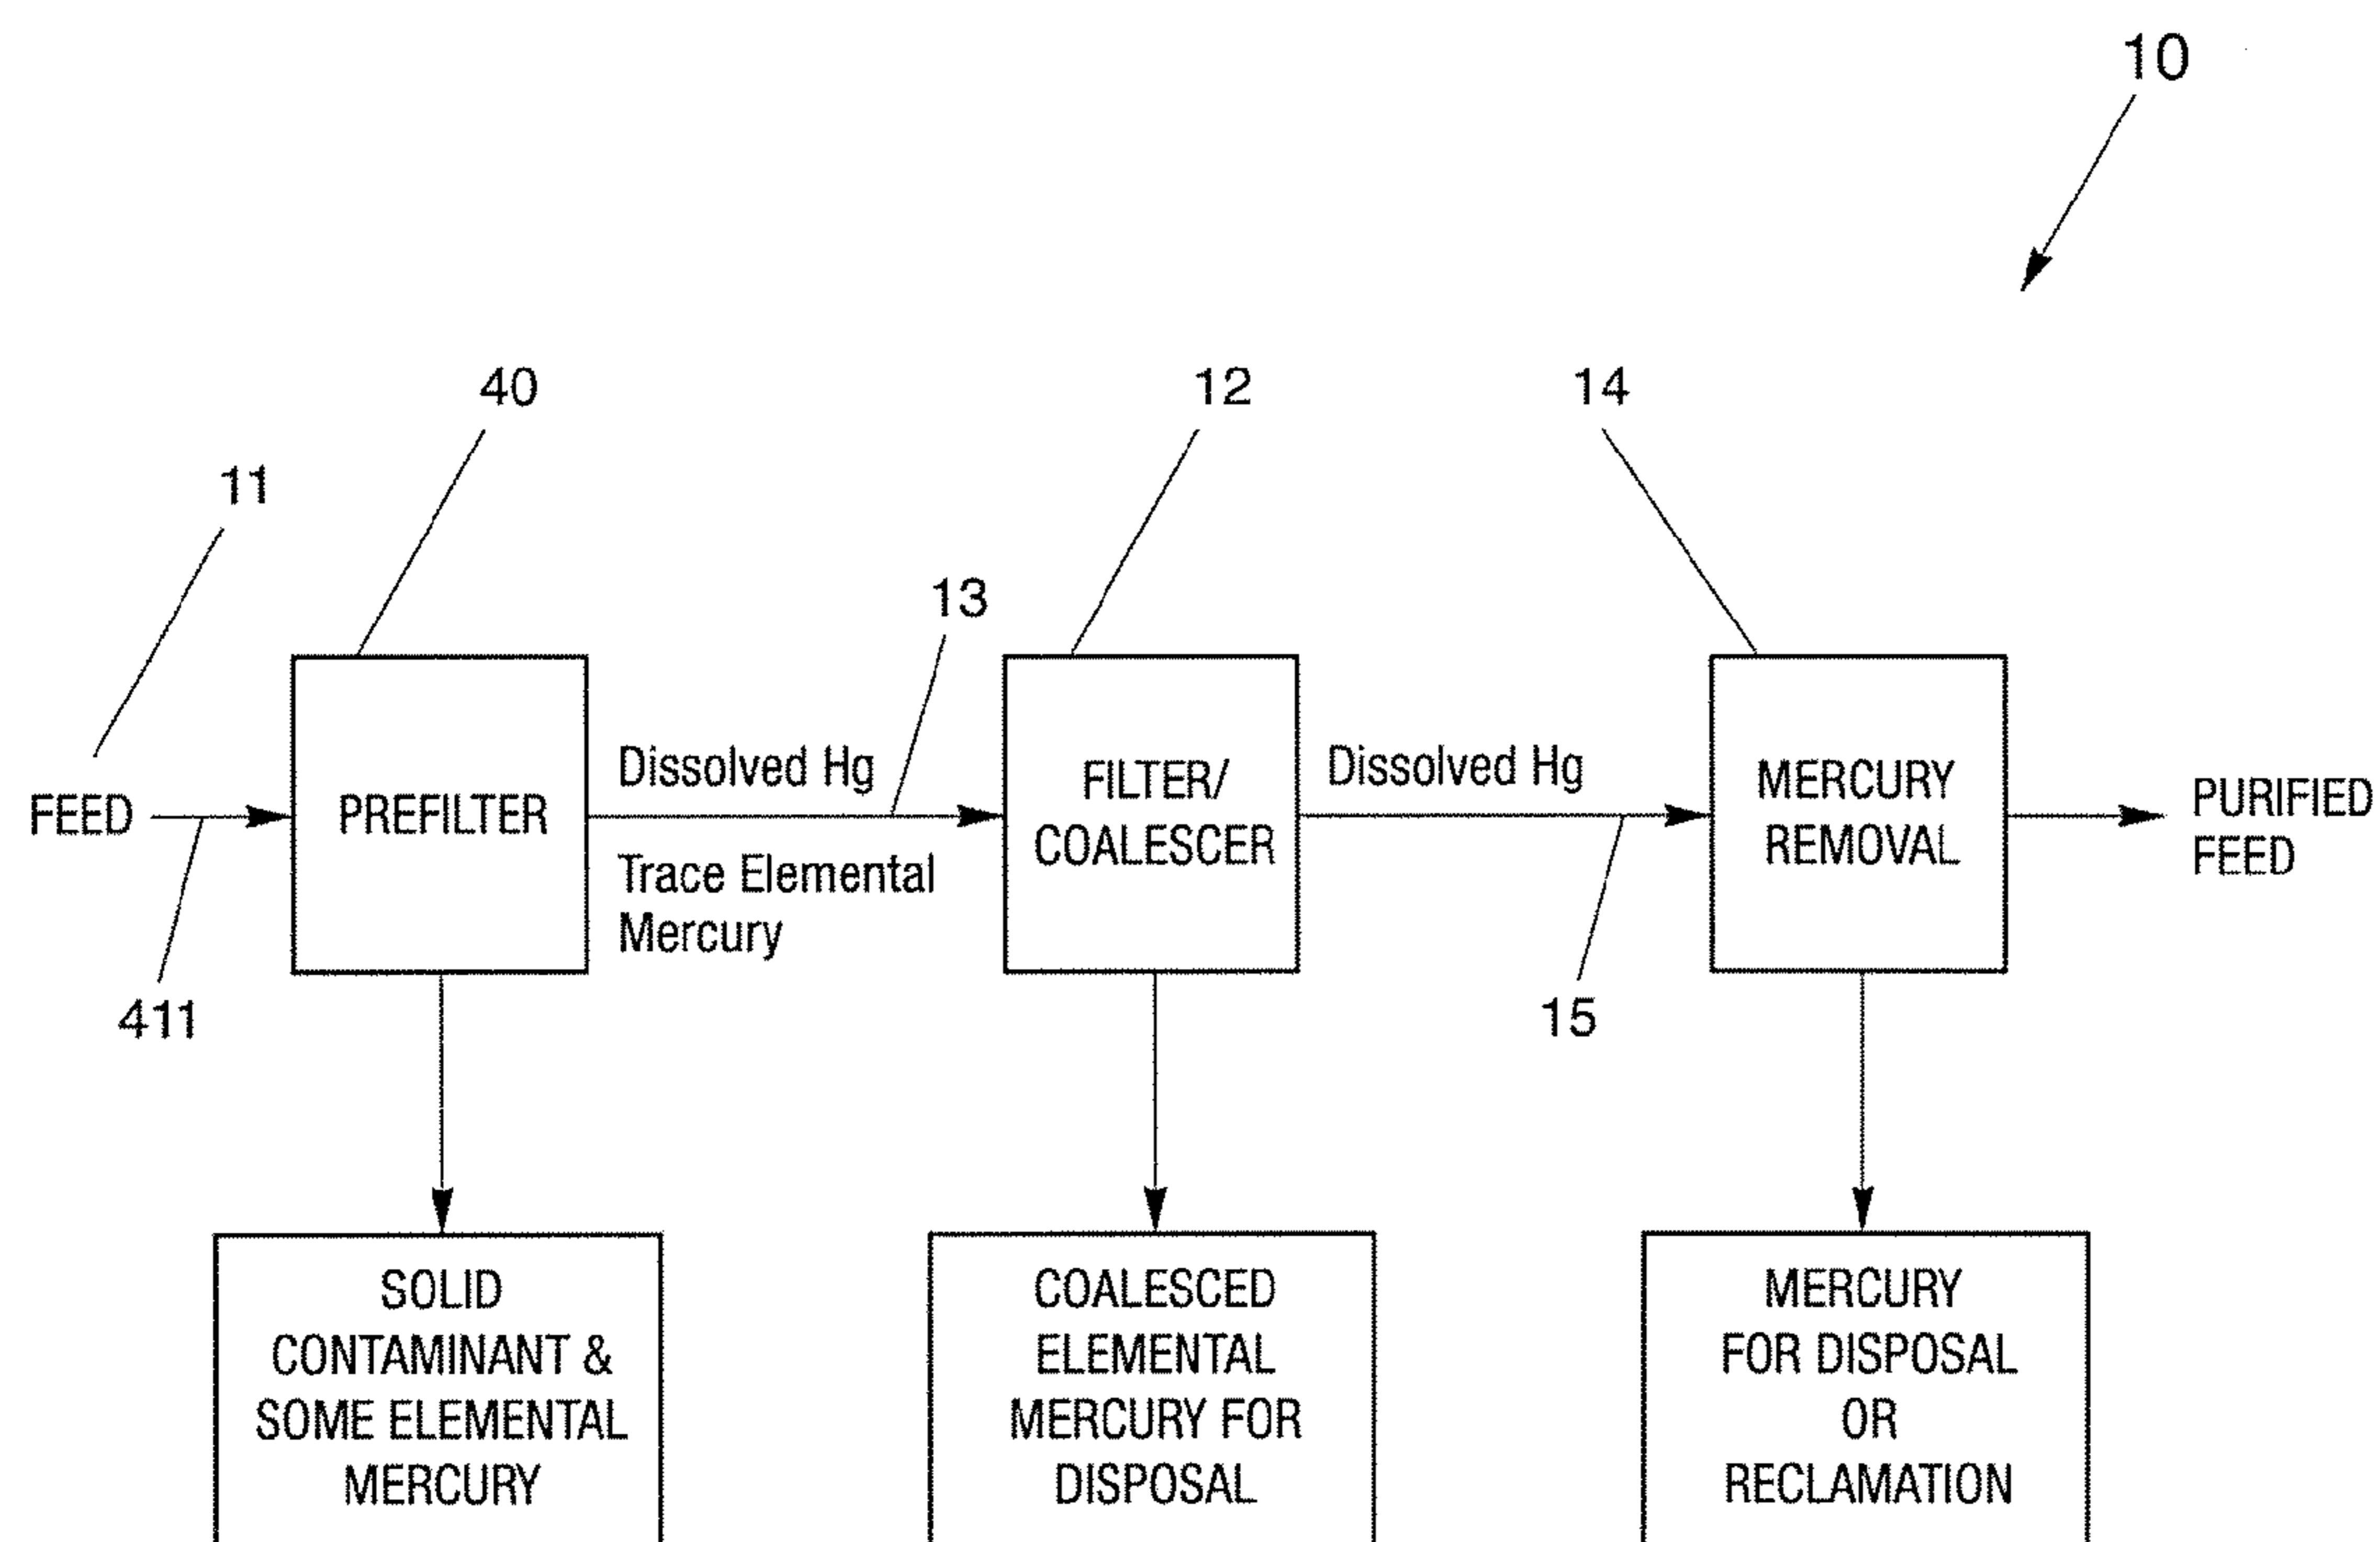 10
40
12
14
11
13
FEED
PREFILTER
Dissolved Hg
Trace Elemental
Mercury
FILTER/
COALESCER
Dissolved Hg
MERCURY
REMOVAL
PURIFIED
FEED
411
15
SOLID
CONTAMINANT &
SOME ELEMENTAL
MERCURY
COALESCED
ELEMENTAL
MERCURY FOR
DISPOSAL
MERCURY
FOR DISPOSAL
OR
RECLAMATION